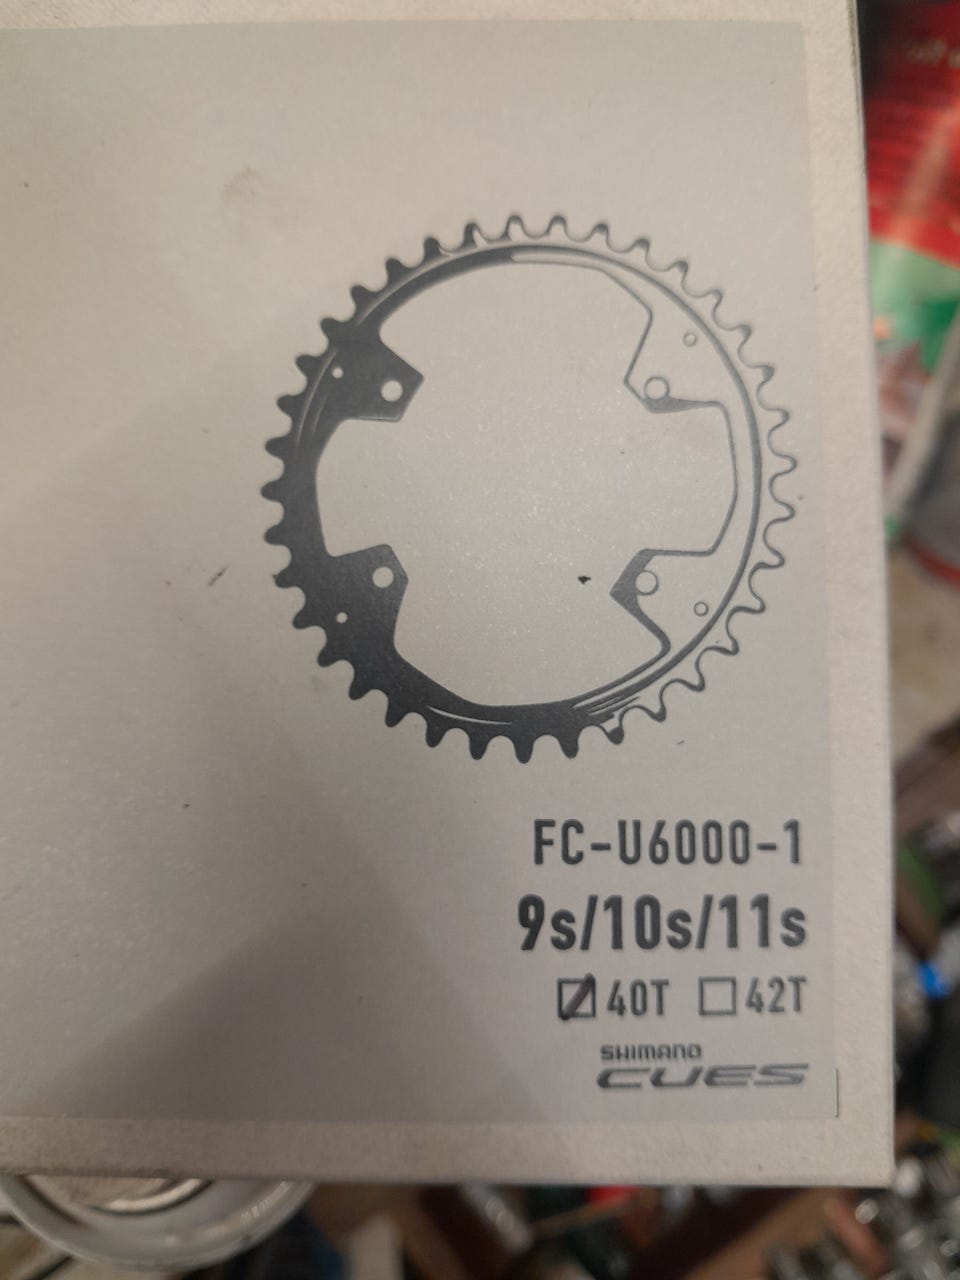 FC-U6000-1
9s/10s/11s
40T 42T
SHIMANO
CUES